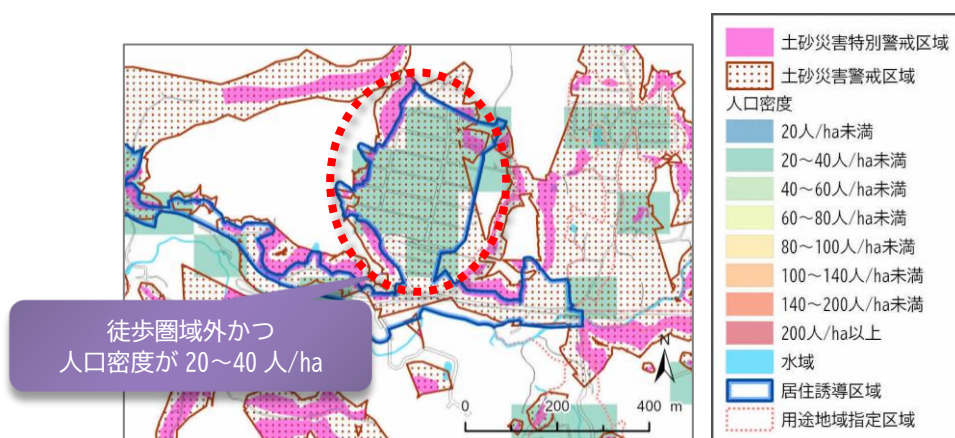 徒歩圏域外かつ
人口密度が 20～40 人/ha
N
0 200 400 m
土砂災害特別警戒区域
土砂災害警戒区域
人口密度
20人/ha未満
20～40人/ha未満
40～60人/ha未満
60～80人/ha未満
80～100人/ha未満
100～140人/ha未満
140～200人/ha未満
200人/ha以上
水域
居住誘導区域
用途地域指定区域